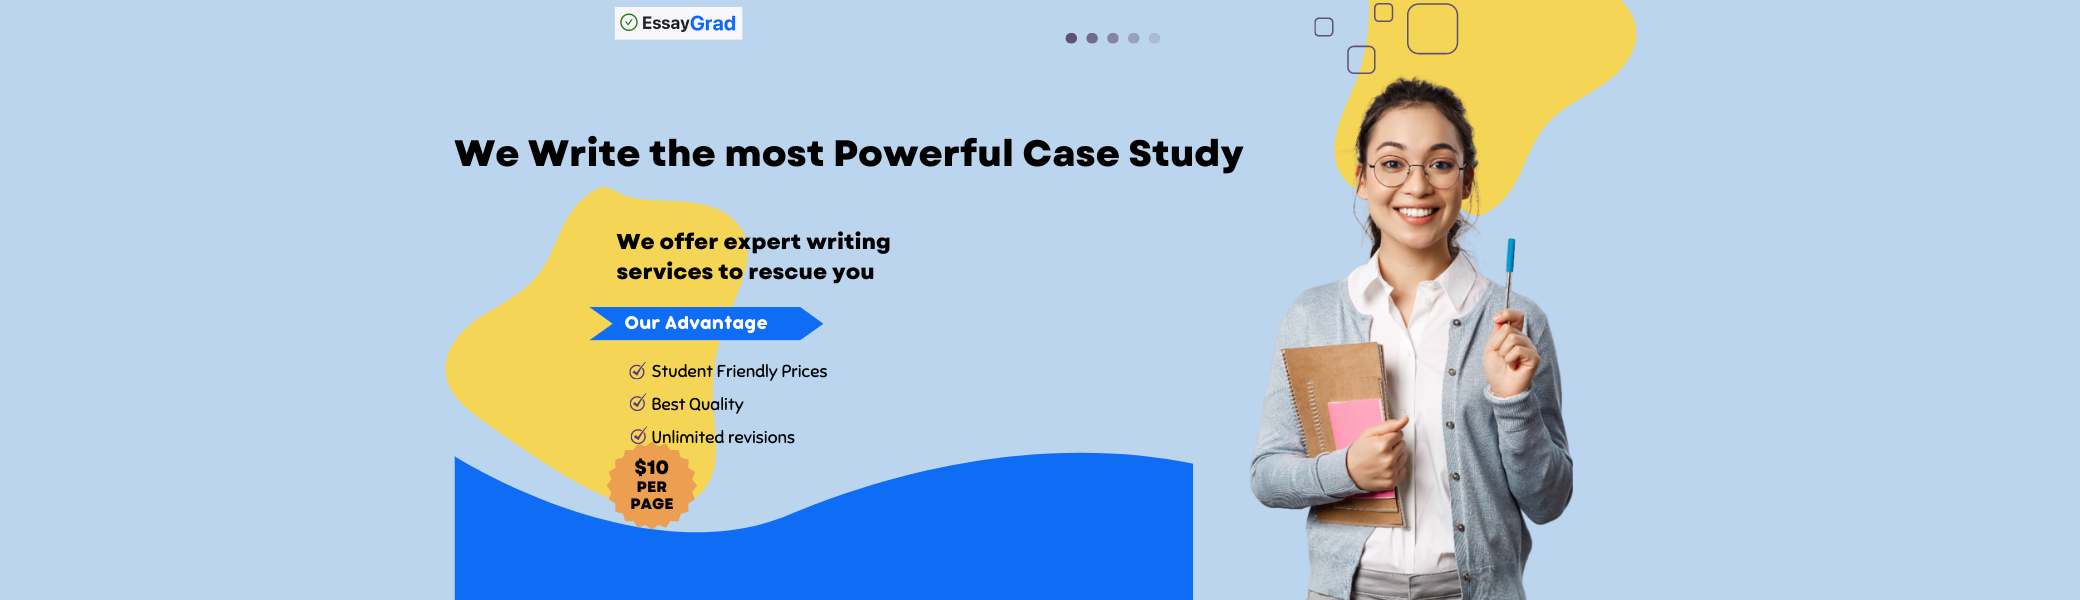 EssayGrad
We Write the most Powerful Case Study
We offer expert writing
services to rescue you
Our Advantage
Student Friendly Prices
Best Quality
Unlimited revisions
$10
PER
PAGE